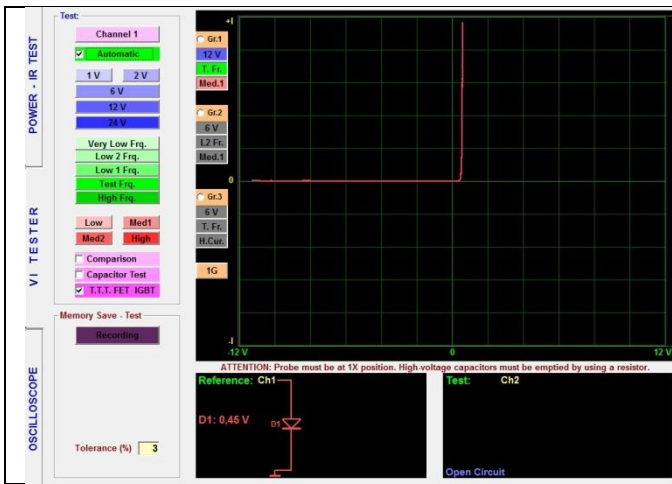 POWER - IR TEST
VI TESTER
OSCILLOSCOPE
Test:
Channel 1
Automatic
1 V
2 V
6 V
12 V
24 V
Very Low Frq.
Low 2 Frq.
Low 1 Frq.
Test Frq.
High Frq.
Low
Med1
Med2
High
Comparison
Capacitor Test
T.T.T. FET IGBT
Memory Save - Test
Recording
Tolerance (%) 3
Gr.1
12 V
T. Fr.
Med.1
Gr.2
6 V
L2 Fr.
Med.1
Gr.3
6 V
T. Fr.
H.Cur.
1G
+I
0
-I
-12 V
0
12 V
ATTENTION: Probe must be at 1X position. High-voltage capacitors must be emptied by using a resistor.
Reference: Ch1
D1: 0,45 V
D1
Test: Ch2
Open Circuit